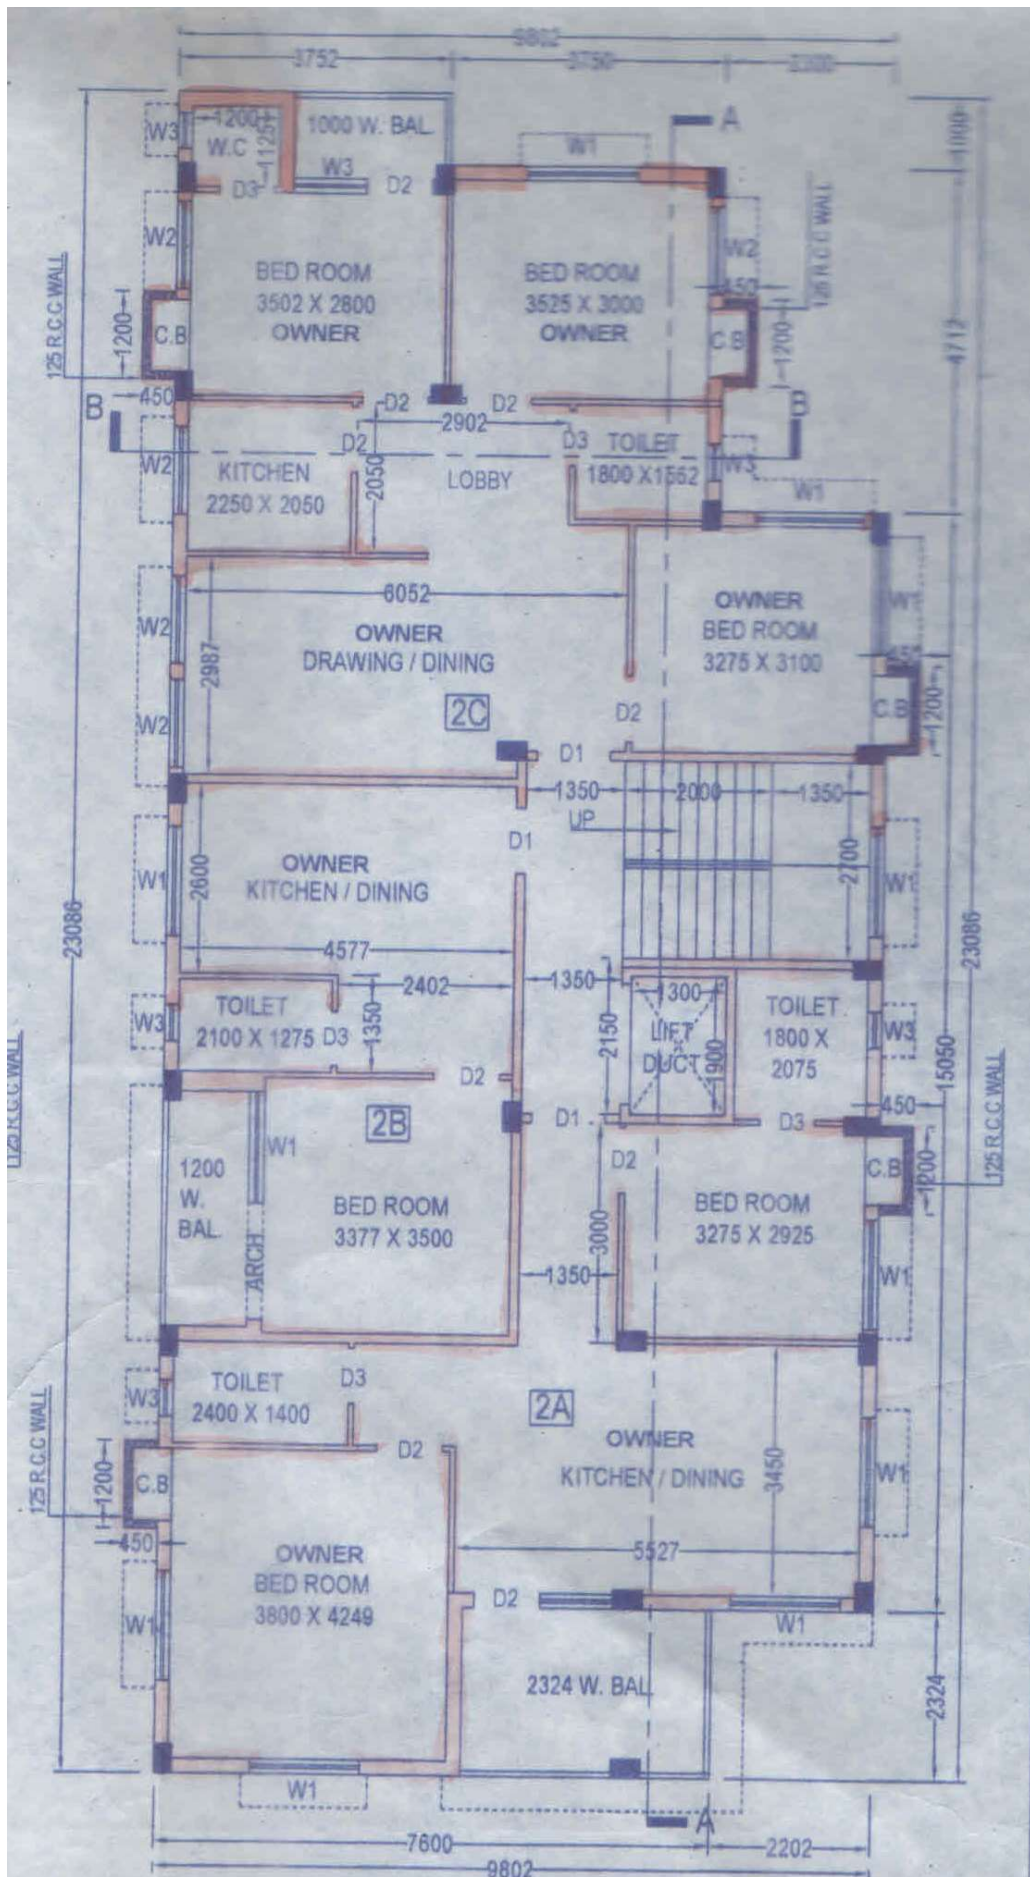 9802
3752
3750
A
1200
W.C
1125
1000 W. BAL.
W3
W1
1000
W3
D3
D2
W2
W2
BED ROOM
3502 X 2800
OWNER
BED ROOM
3525 X 3000
OWNER
125 R.C.C WALL
125 R.C.C WALL
450
1200
C.B
C.B
1200
4712
450
B
B
D2
D2
2902
W2
D2
D3
TOILET
1800 X1552
W3
KITCHEN
2250 X 2050
2050
LOBBY
W1
6052
OWNER
BED ROOM
3275 X 3100
W1
W2
OWNER
DRAWING / DINING
2987
2C
W2
D2
C.B
1200
D1
1350
2000
1350
UP
D1
2600
OWNER
KITCHEN / DINING
2700
W1
W1
23086
23086
4577
2402
1350
TOILET
2100 X 1275
D3
1350
W3
2150
300
LIFT
DUCT
1900
TOILET
1800 X
2075
W3
15050
125 R.C.C WALL
D2
D1
D3
450
2B
W1
D2
C.B
1200
125 R.C.C WALL
1200
W.
BAL.
BED ROOM
3377 X 3500
BED ROOM
3275 X 2925
3000
ARCH
1350
W1
TOILET
2400 X 1400
D3
W3
2A
D2
OWNER
KITCHEN / DINING
3450
W1
125 R.C.C WALL
1200
C.B
450
5527
OWNER
BED ROOM
3800 X 4249
W1
D2
W1
2324 W. BAL.
2324
W1
A
7600
2202
9802